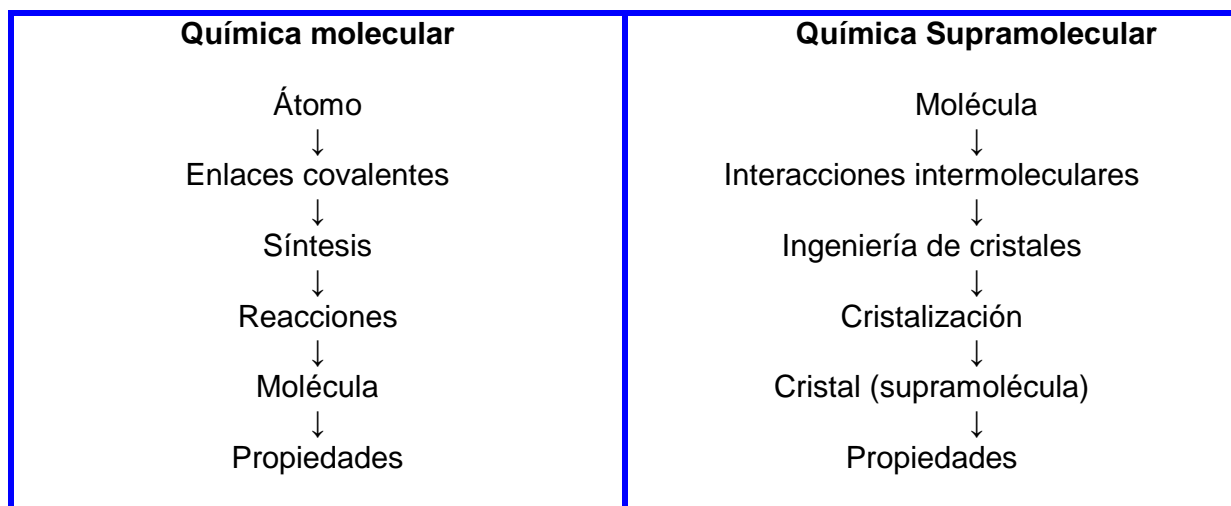 Química molecular
Átomo
↓
Enlaces covalentes
↓
Síntesis
↓
Reacciones
↓
Molécula
↓
Propiedades
Química Supramolecular
Molécula
↓
Interacciones intermoleculares
↓
Ingeniería de cristales
↓
Cristalización
↓
Cristal (supramolécula)
↓
Propiedades